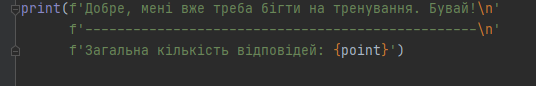 print(f'Добре, мені вже треба бігти на тренування. Бувай!\n'
f'-------------------------------------------------\n'
f'Загальна кількість відповідей: {point}')